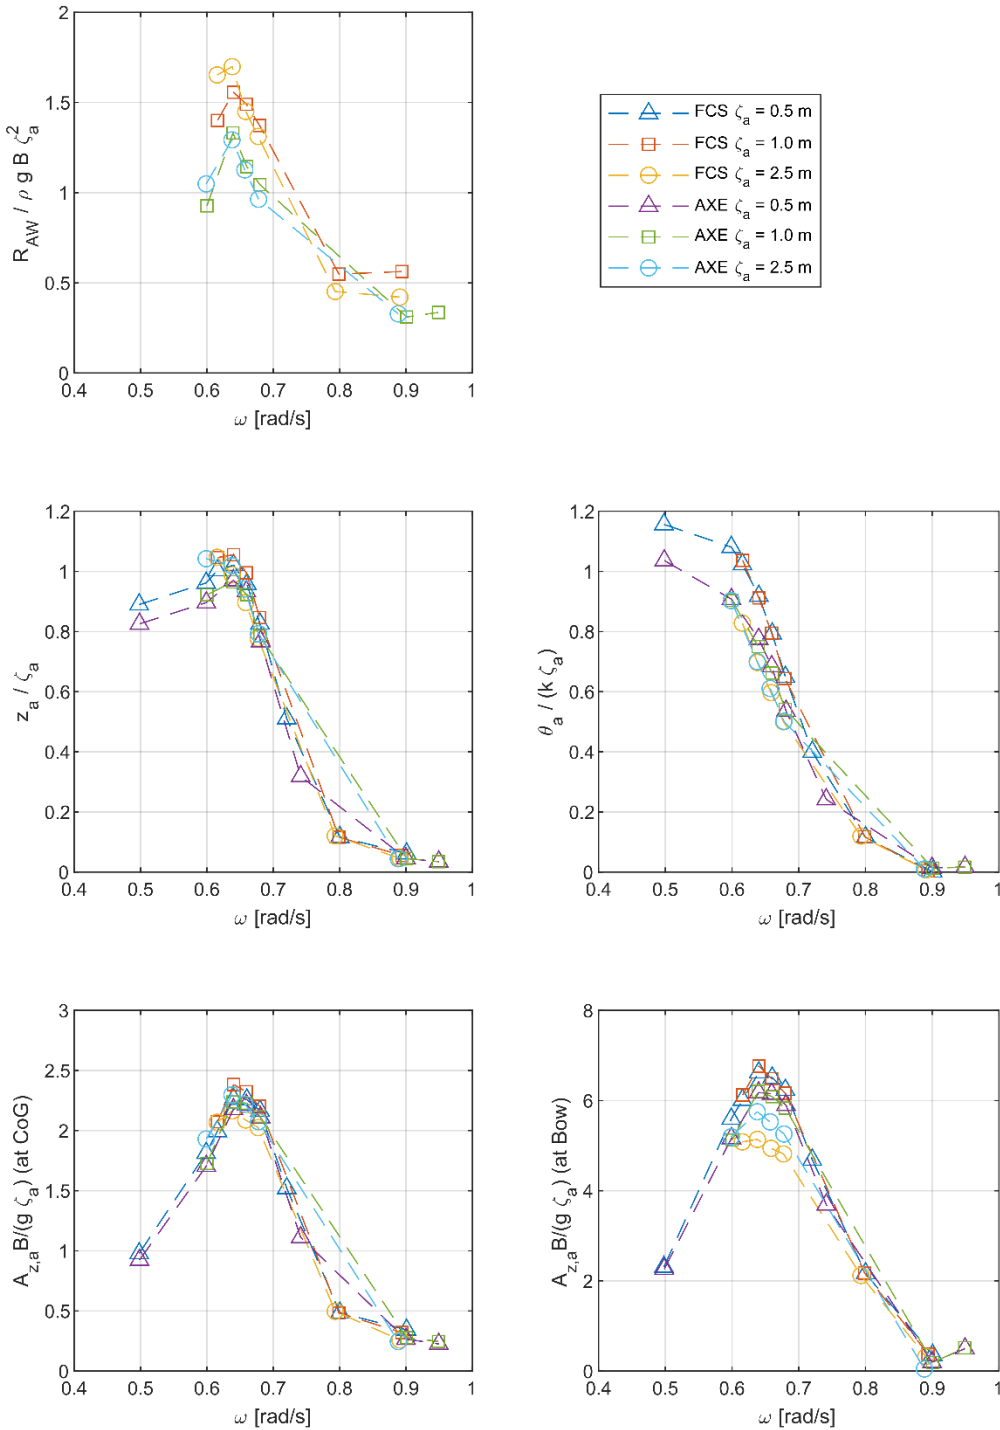 2
1.5
1
0.5
0
0.4 0.5 0.6 0.7 0.8 0.9 1
R_AW / ρ g B ζ_a^2
ω [rad/s]
FCS ζ_a = 0.5 m
FCS ζ_a = 1.0 m
FCS ζ_a = 2.5 m
AXE ζ_a = 0.5 m
AXE ζ_a = 1.0 m
AXE ζ_a = 2.5 m
1.2
1
0.8
0.6
0.4
0.2
0
0.4 0.5 0.6 0.7 0.8 0.9 1
z_a / ζ_a
ω [rad/s]
1.2
1
0.8
0.6
0.4
0.2
0
0.4 0.5 0.6 0.7 0.8 0.9 1
θ_a / (k ζ_a)
ω [rad/s]
3
2.5
2
1.5
1
0.5
0
0.4 0.5 0.6 0.7 0.8 0.9 1
A_z,a B/(g ζ_a) (at CoG)
ω [rad/s]
8
6
4
2
0
0.4 0.5 0.6 0.7 0.8 0.9 1
A_z,a B/(g ζ_a) (at Bow)
ω [rad/s]